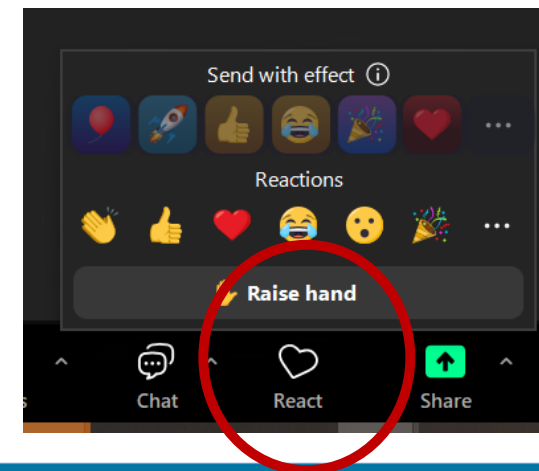 Send with effect
Reactions
Raise hand
Chat
React
Share